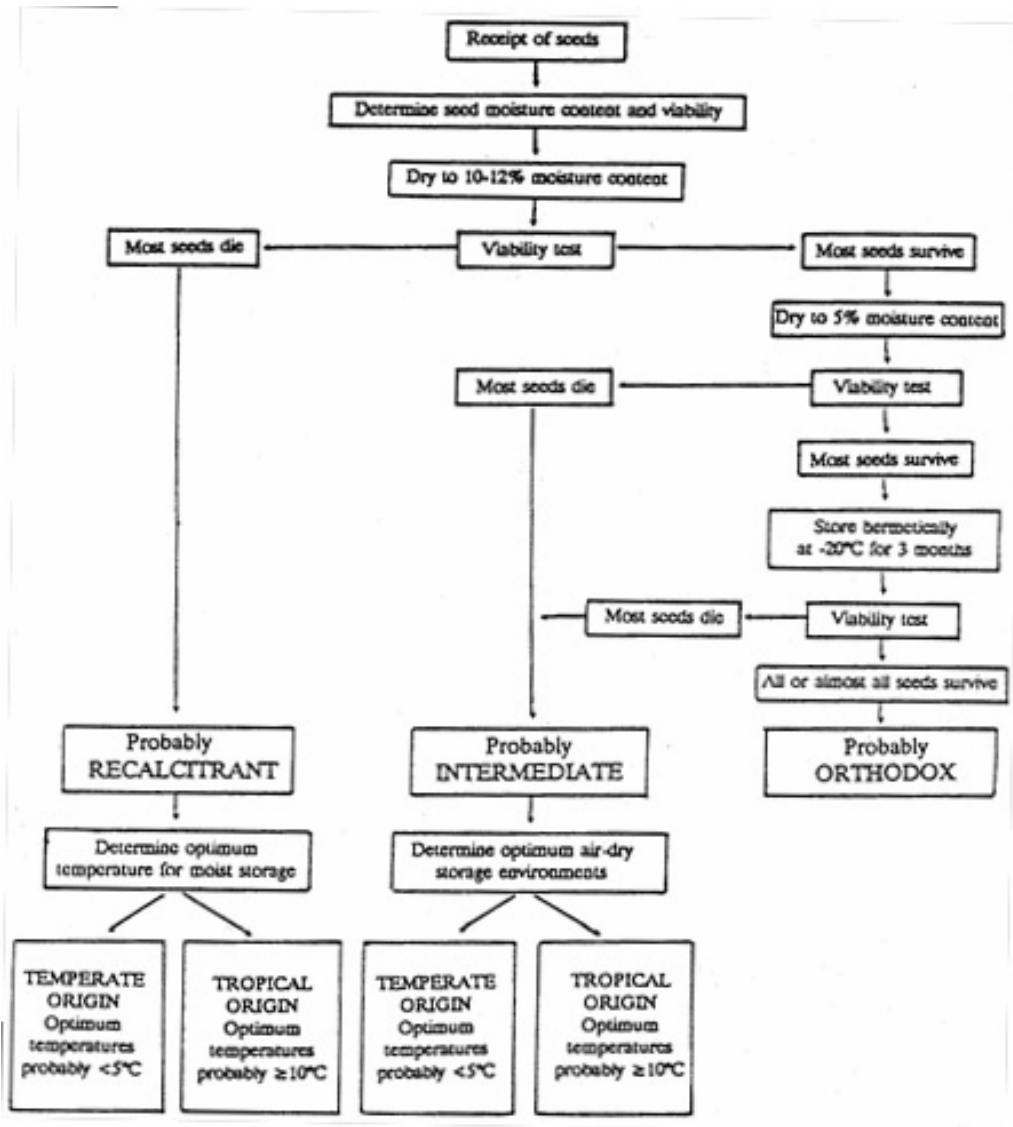 Receipt of seeds
Determine seed moisture content and viability
Dry to 10-12% moisture content
Most seeds die
Viability test
Most seeds survive
Dry to 5% moisture content
Most seeds die
Viability test
Most seeds survive
Store hermetically
at -20°C for 3 months
Most seeds die
Viability test
All or almost all seeds survive
Probably
RECALCITRANT
Probably
INTERMEDIATE
Probably
ORTHODOX
Determine optimum
temperature for moist storage
Determine optimum air-dry
storage environments
TEMPERATE
ORIGIN
Optimum
temperatures
probably <5°C
TROPICAL
ORIGIN
Optimum
temperatures
probably ≥10°C
TEMPERATE
ORIGIN
Optimum
temperatures
probably <5°C
TROPICAL
ORIGIN
Optimum
temperatures
probably ≥10°C